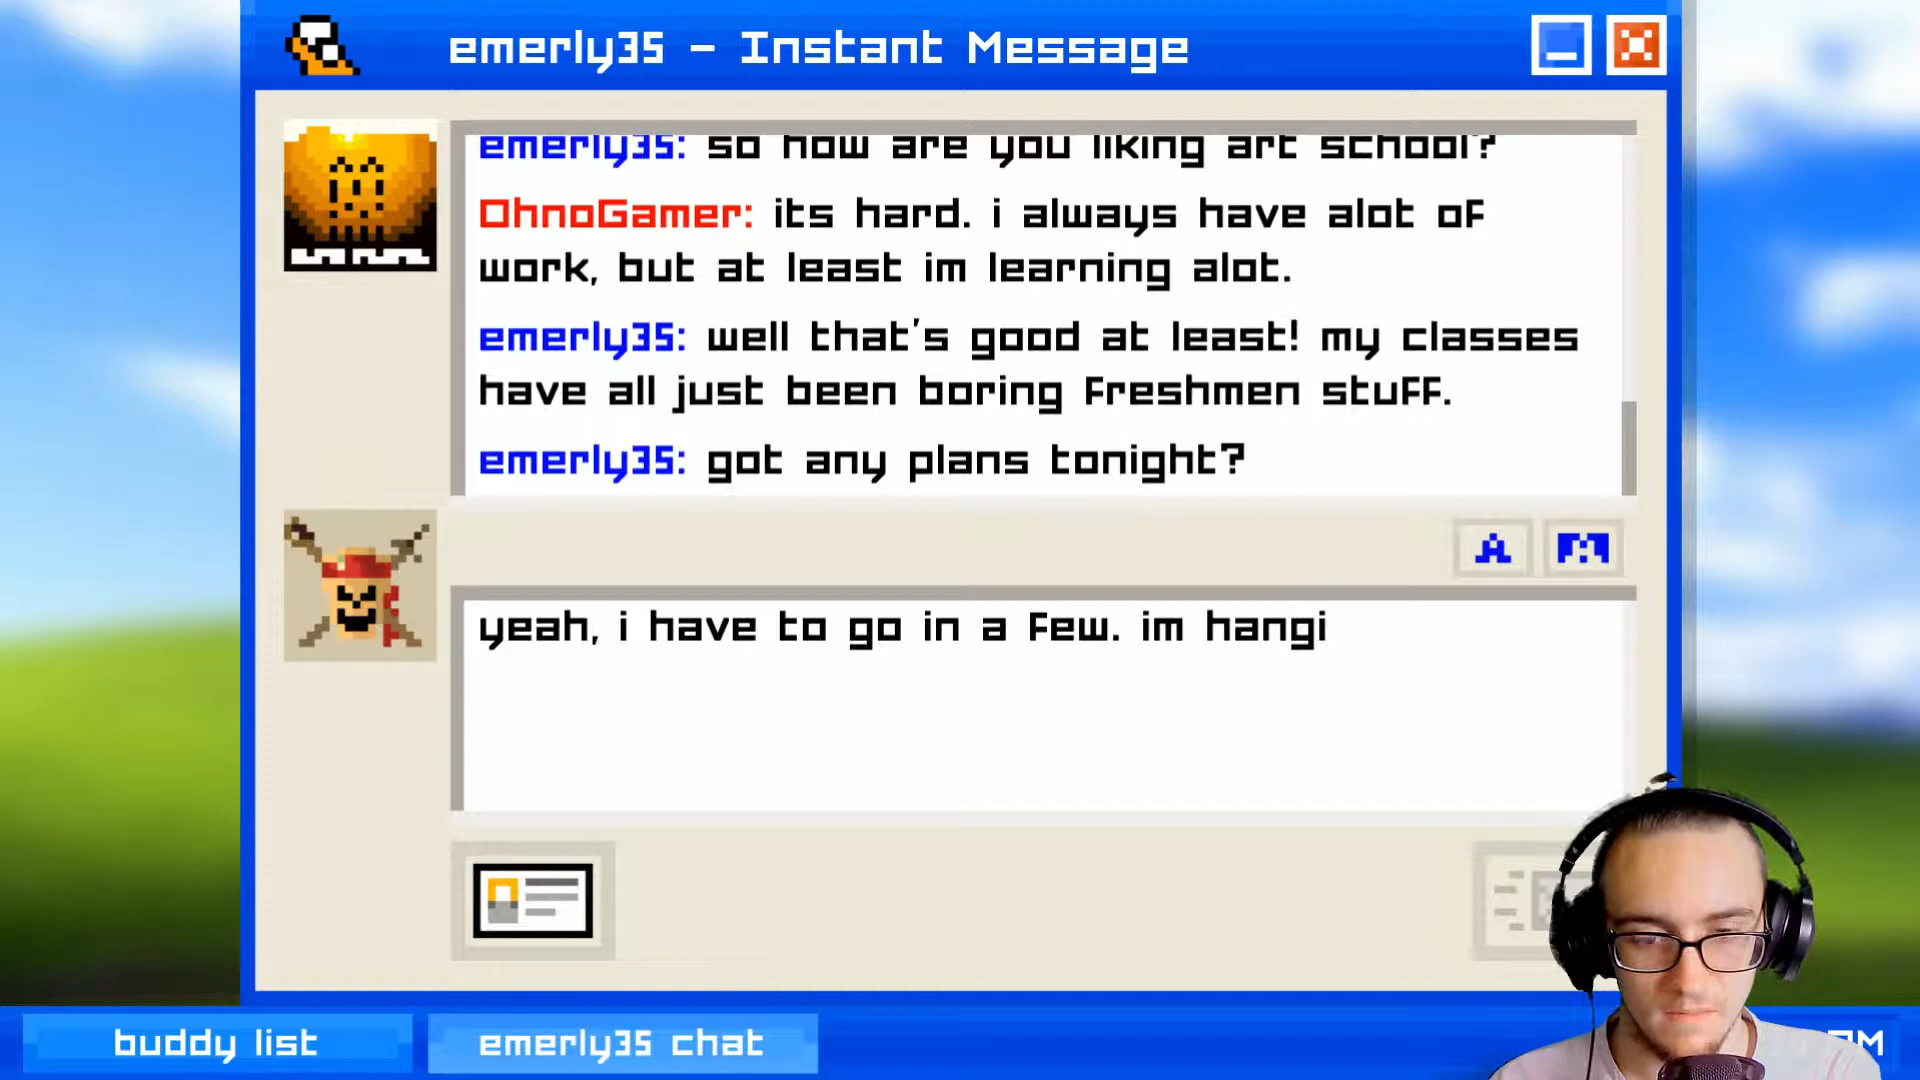 emerly35 - Instant Message
emerly35: so how are you liking art school?
OhnoGamer: its hard. i always have alot of
work, but at least im learning alot.
emerly35: well that's good at least! my classes
have all just been boring freshmen stuff.
emerly35: got any plans tonight?
A
yeah, i have to go in a few. im hangi
buddy list
emerly35 chat